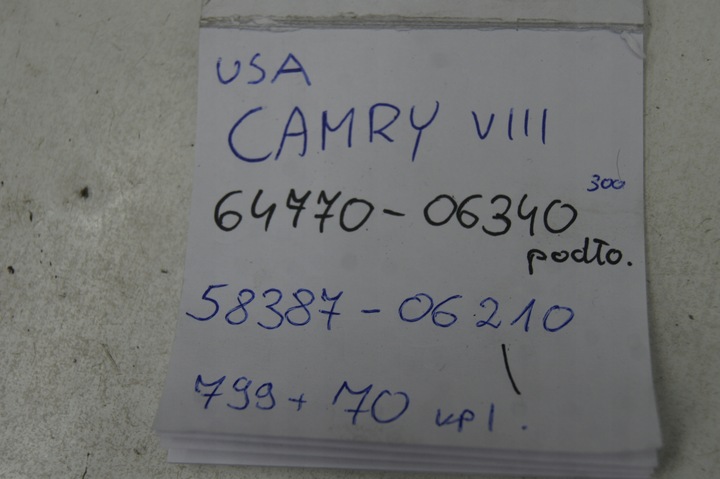 USA
CAMRY VIII
300
64770-06340
podło.
58387-06210
799+70 kpl.